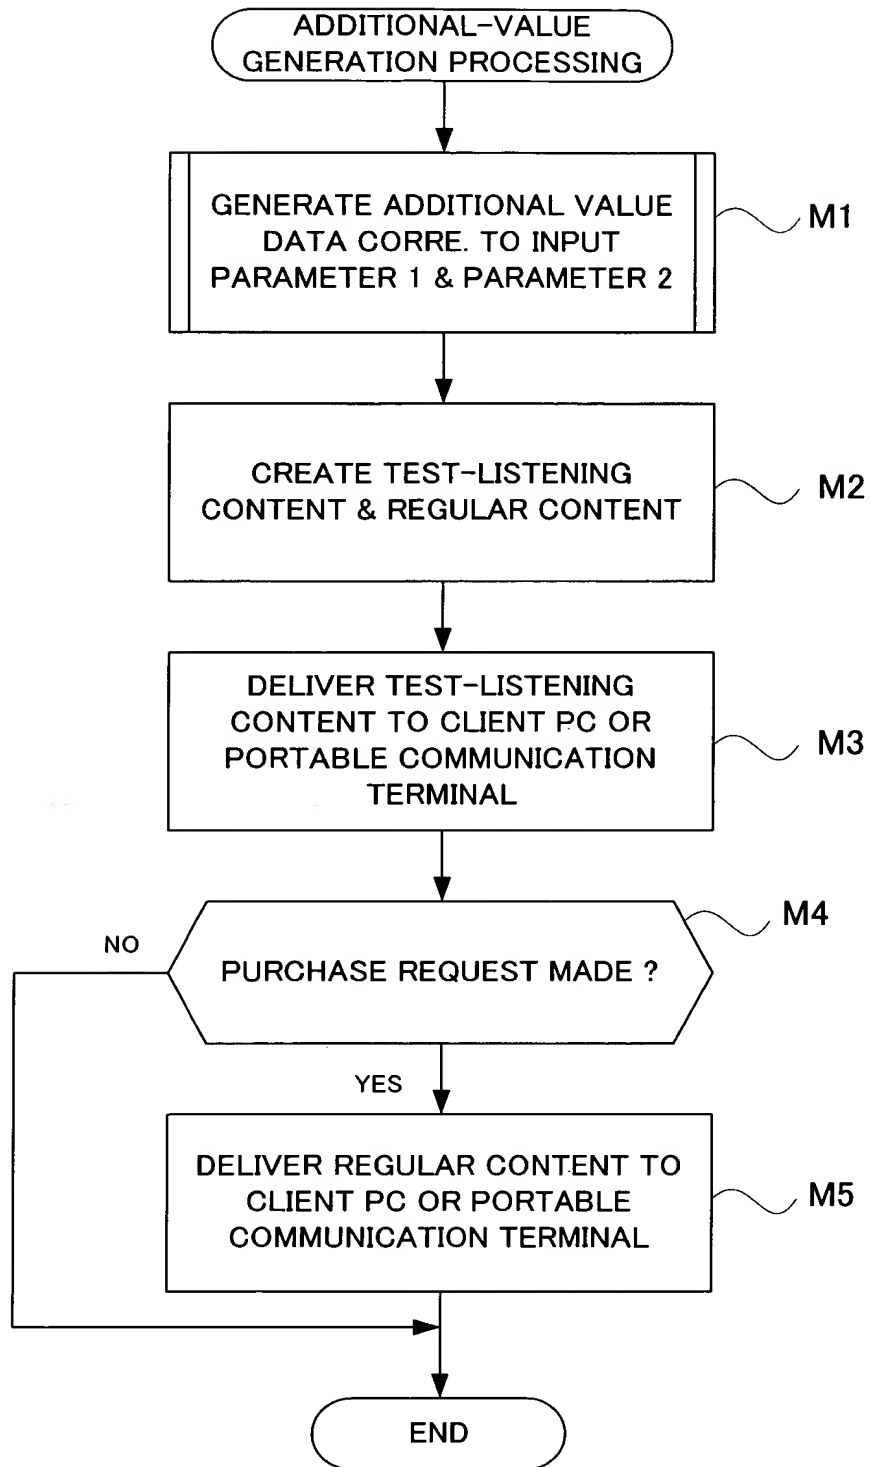 ADDITIONAL-VALUE
GENERATION PROCESSING
GENERATE ADDITIONAL VALUE
DATA CORRE. TO INPUT
PARAMETER 1 & PARAMETER 2
M1
CREATE TEST-LISTENING
CONTENT & REGULAR CONTENT
M2
DELIVER TEST-LISTENING
CONTENT TO CLIENT PC OR
PORTABLE COMMUNICATION
TERMINAL
M3
PURCHASE REQUEST MADE ?
M4
NO
YES
DELIVER REGULAR CONTENT TO
CLIENT PC OR PORTABLE
COMMUNICATION TERMINAL
M5
END